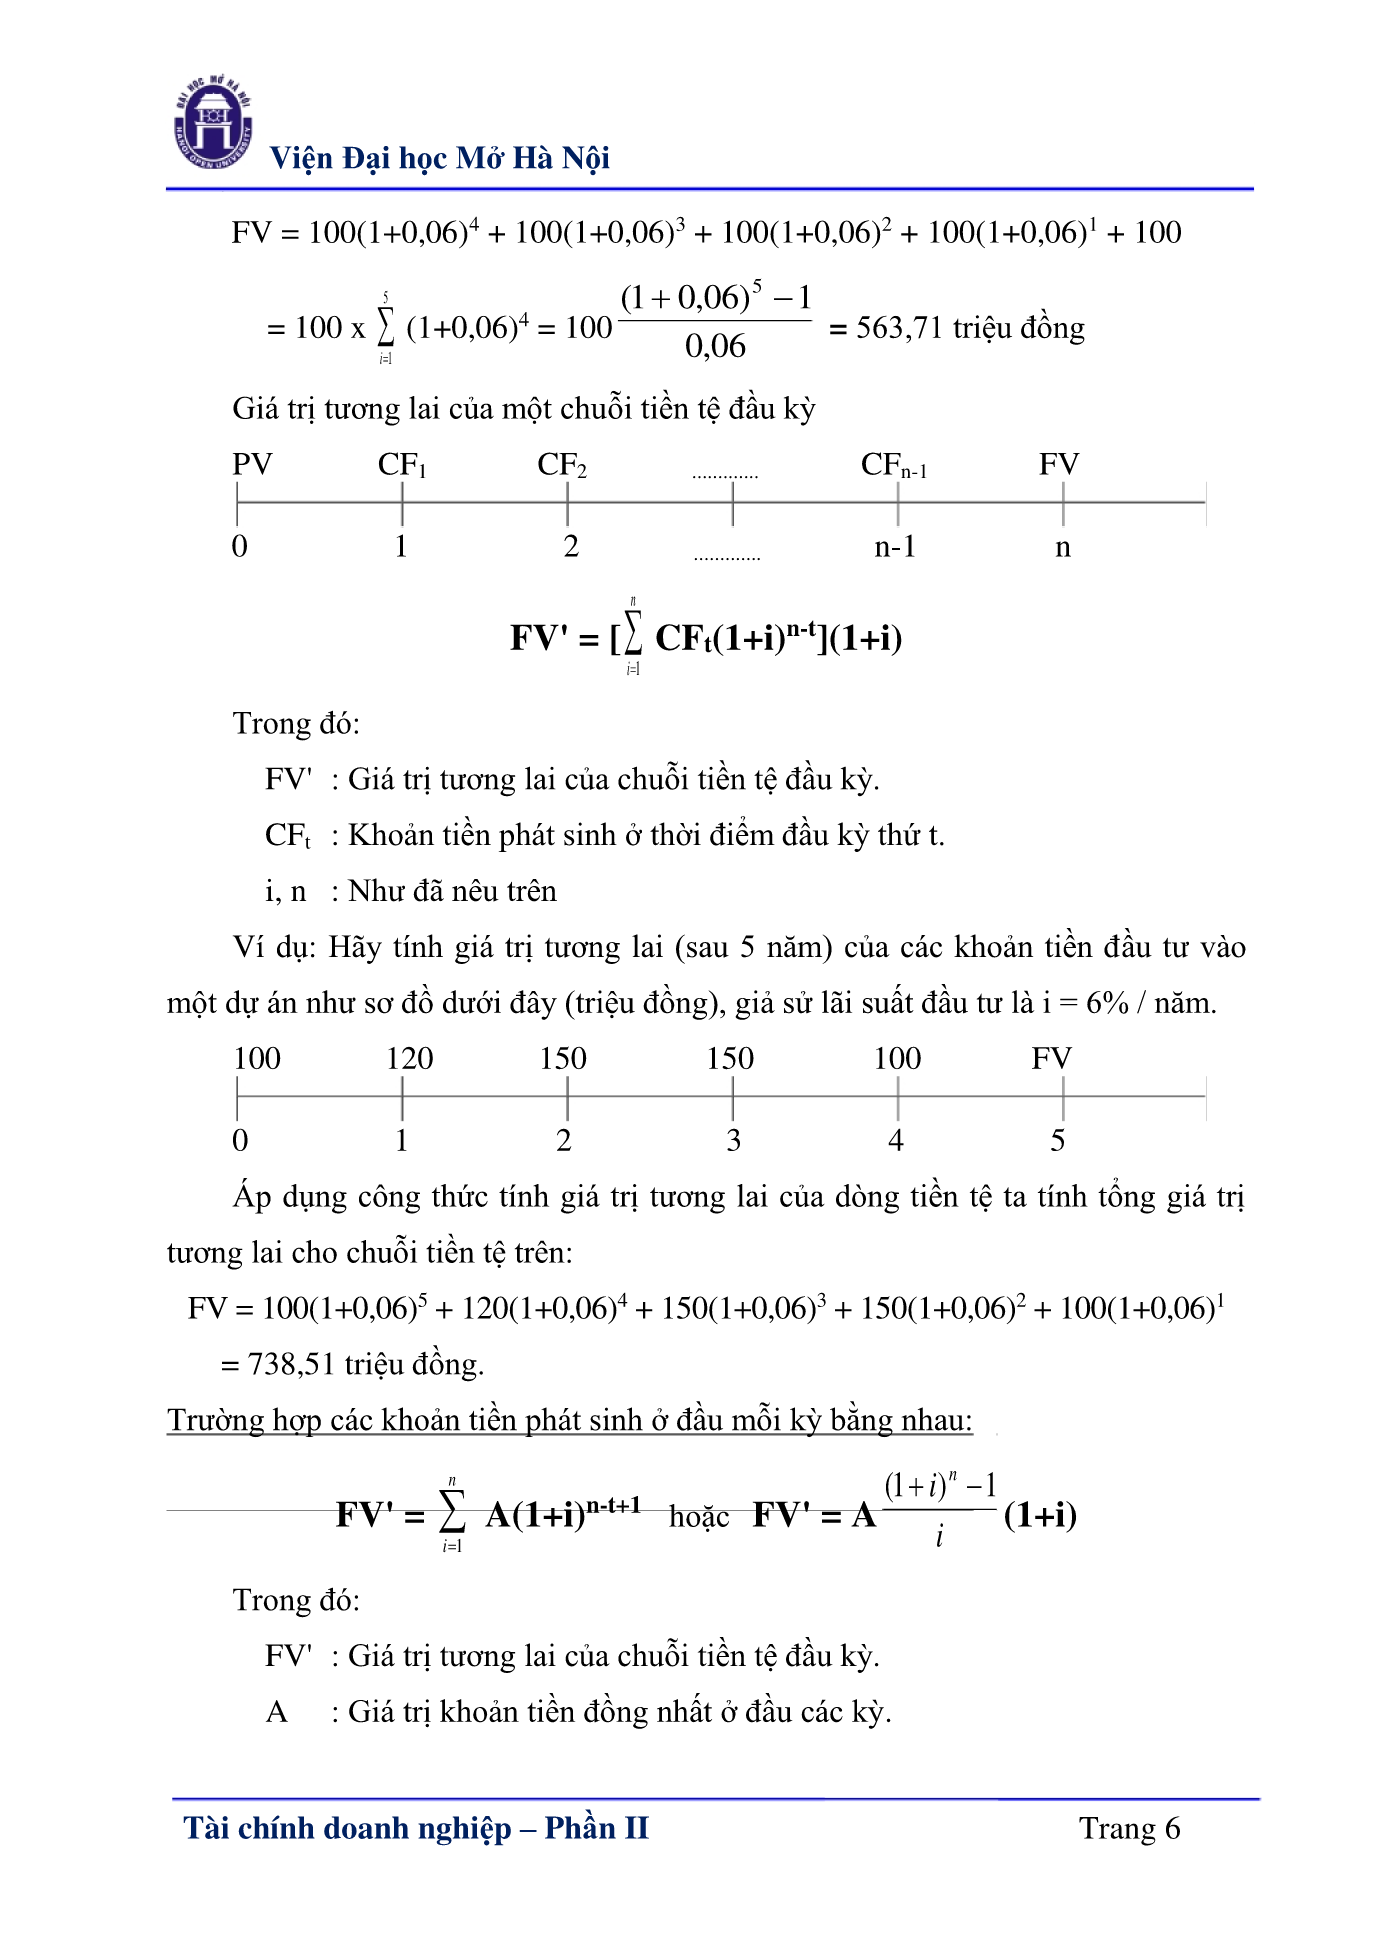 ĐẠI HỌC MỞ HÀ NỘI
HANOI OPEN UNIVERSITY
Viện Đại học Mở Hà Nội
FV = 100(1+0,06)⁴ + 100(1+0,06)³ + 100(1+0,06)² + 100(1+0,06)¹ + 100
= 100 x ∑_{i=1}^{5} (1+0,06)⁴ = 100 ((1 + 0,06)⁵ − 1)/(0,06) = 563,71 triệu đồng
Giá trị tương lai của một chuỗi tiền tệ đầu kỳ
PV CF₁ CF₂ ............. CFₙ₋₁ FV
0 1 2 ............. n-1 n
FV' = [∑_{i=1}^{n} CFₜ(1+i)ⁿ⁻ᵗ](1+i)
Trong đó:
FV' : Giá trị tương lai của chuỗi tiền tệ đầu kỳ.
CFₜ : Khoản tiền phát sinh ở thời điểm đầu kỳ thứ t.
i, n : Như đã nêu trên
Ví dụ: Hãy tính giá trị tương lai (sau 5 năm) của các khoản tiền đầu tư vào
một dự án như sơ đồ dưới đây (triệu đồng), giả sử lãi suất đầu tư là i = 6% / năm.
100 120 150 150 100 FV
0 1 2 3 4 5
Áp dụng công thức tính giá trị tương lai của dòng tiền tệ ta tính tổng giá trị
tương lai cho chuỗi tiền tệ trên:
FV = 100(1+0,06)⁵ + 120(1+0,06)⁴ + 150(1+0,06)³ + 150(1+0,06)² + 100(1+0,06)¹
= 738,51 triệu đồng.
Trường hợp các khoản tiền phát sinh ở đầu mỗi kỳ bằng nhau:
FV' = ∑_{i=1}^{n} A(1+i)ⁿ⁻ᵗ⁺¹ hoặc FV' = A ((1 + i)ⁿ − 1)/(i) (1+i)
Trong đó:
FV' : Giá trị tương lai của chuỗi tiền tệ đầu kỳ.
A : Giá trị khoản tiền đồng nhất ở đầu các kỳ.
Tài chính doanh nghiệp – Phần II Trang 6